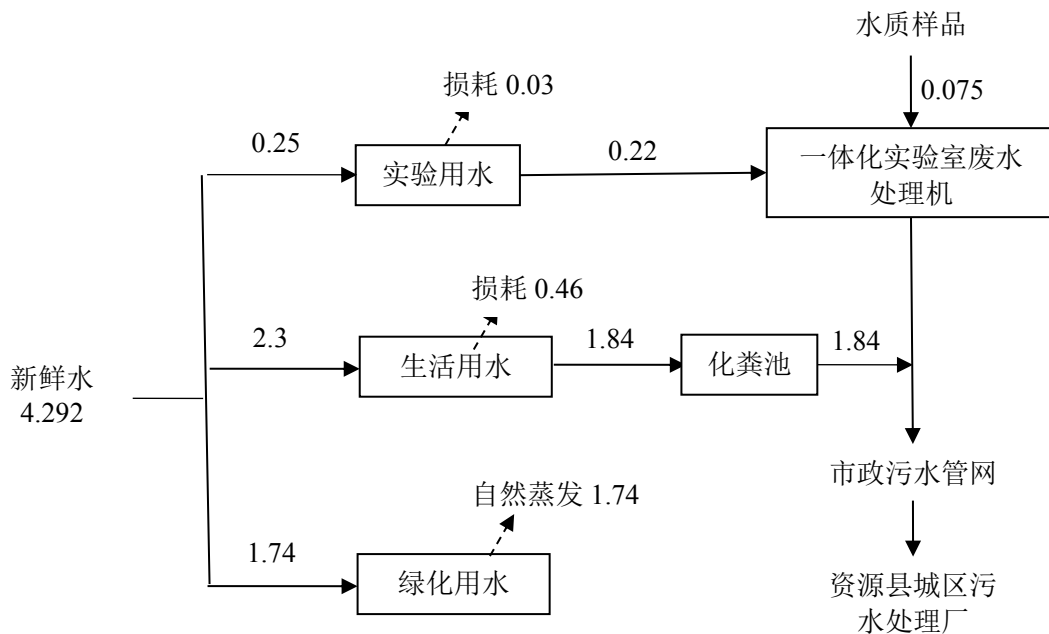 水质样品
损耗 0.03
0.075
0.25
实验用水
0.22
一体化实验室废水
处理机
损耗 0.46
2.3
生活用水
1.84
化粪池
1.84
新鲜水
4.292
市政污水管网
自然蒸发 1.74
1.74
绿化用水
资源县城区污
水处理厂